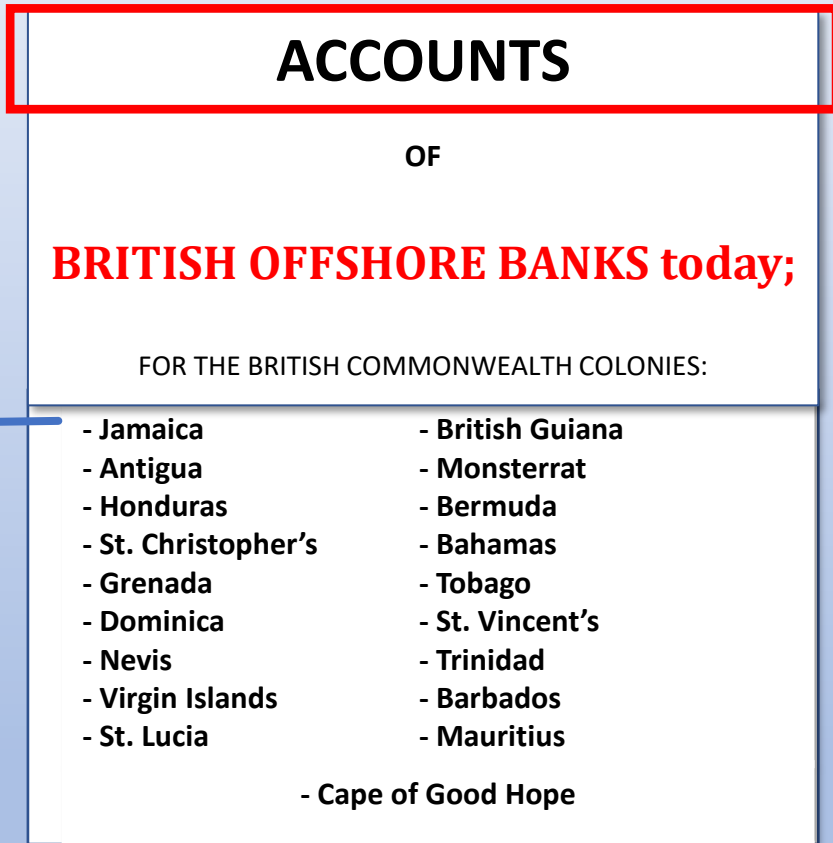 ACCOUNTS
OF
BRITISH OFFSHORE BANKS today;
FOR THE BRITISH COMMONWEALTH COLONIES:
- Jamaica
- Antigua
- Honduras
- St. Christopher’s
- Grenada
- Dominica
- Nevis
- Virgin Islands
- St. Lucia
- British Guiana
- Monsterrat
- Bermuda
- Bahamas
- Tobago
- St. Vincent’s
- Trinidad
- Barbados
- Mauritius
- Cape of Good Hope